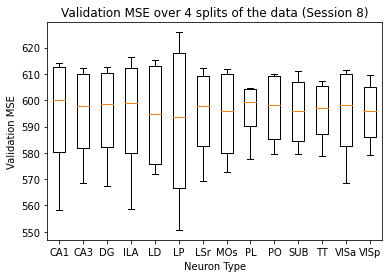 Validation MSE over 4 splits of the data (Session 8)
620
610
600
590
580
570
560
550
Validation MSE
CA1 CA3 DG ILA LD LP LSr MOs PL PO SUB TT VISa VISp
Neuron Type